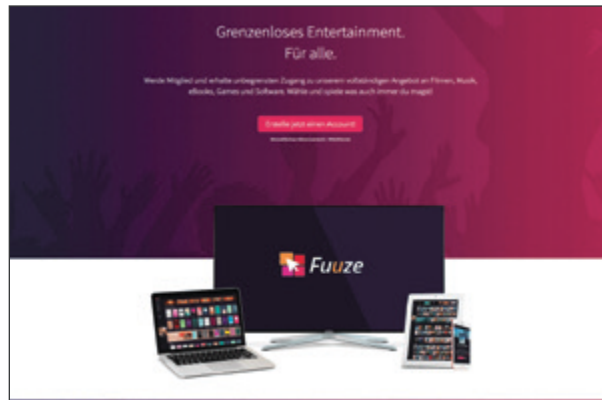 Grenzenloses Entertainment.
Für alle.
Werde Mitglied und erhalte unbegrenzten Zugang zu unserem vollständigen Angebot an Filmen, Musik,
eBooks, Games und Software. Wähle und spiele was auch immer du magst!
Erstelle jetzt einen Account!
Fuuze